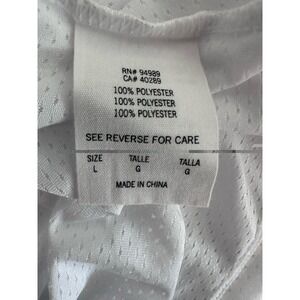 RN# 94989
CA# 40289
100% POLYESTER
100% POLYESTER
100% POLYESTER
SEE REVERSE FOR CARE
SIZE TALLE TALLA
L G G
MADE IN CHINA